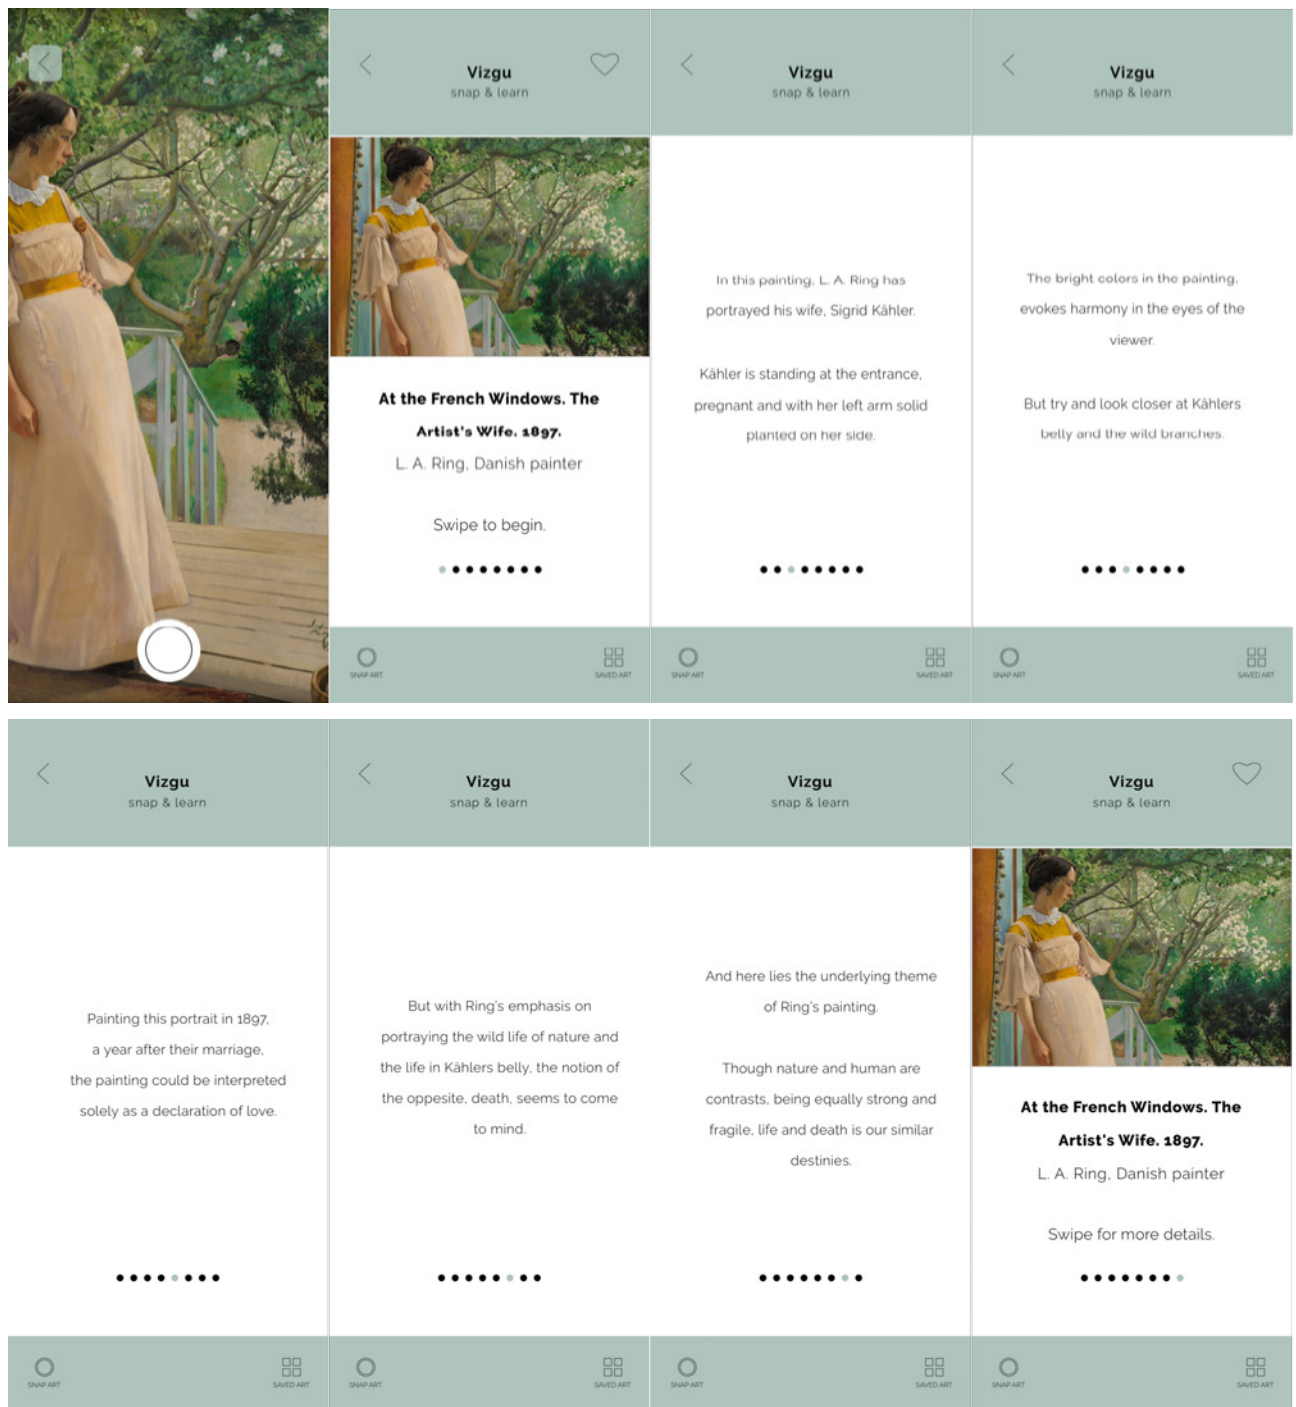 Vizgu
snap & learn
At the French Windows. The
Artist's Wife. 1897.
L. A. Ring, Danish painter
Swipe to begin.
SNAP ART
SAVED ART
Vizgu
snap & learn
In this painting, L. A. Ring has
portrayed his wife, Sigrid Kähler.
Kähler is standing at the entrance,
pregnant and with her left arm solid
planted on her side.
SNAP ART
SAVED ART
Vizgu
snap & learn
The bright colors in the painting,
evokes harmony in the eyes of the
viewer.
But try and look closer at Kählers
belly and the wild branches.
SNAP ART
SAVED ART
Vizgu
snap & learn
Painting this portrait in 1897,
a year after their marriage,
the painting could be interpreted
solely as a declaration of love.
SNAP ART
SAVED ART
Vizgu
snap & learn
But with Ring's emphasis on
portraying the wild life of nature and
the life in Kählers belly, the notion of
the opposite, death, seems to come
to mind.
SNAP ART
SAVED ART
Vizgu
snap & learn
And here lies the underlying theme
of Ring's painting.
Though nature and human are
contrasts, being equally strong and
fragile, life and death is our similar
destinies.
SNAP ART
SAVED ART
Vizgu
snap & learn
At the French Windows. The
Artist's Wife. 1897.
L. A. Ring, Danish painter
Swipe for more details.
SNAP ART
SAVED ART